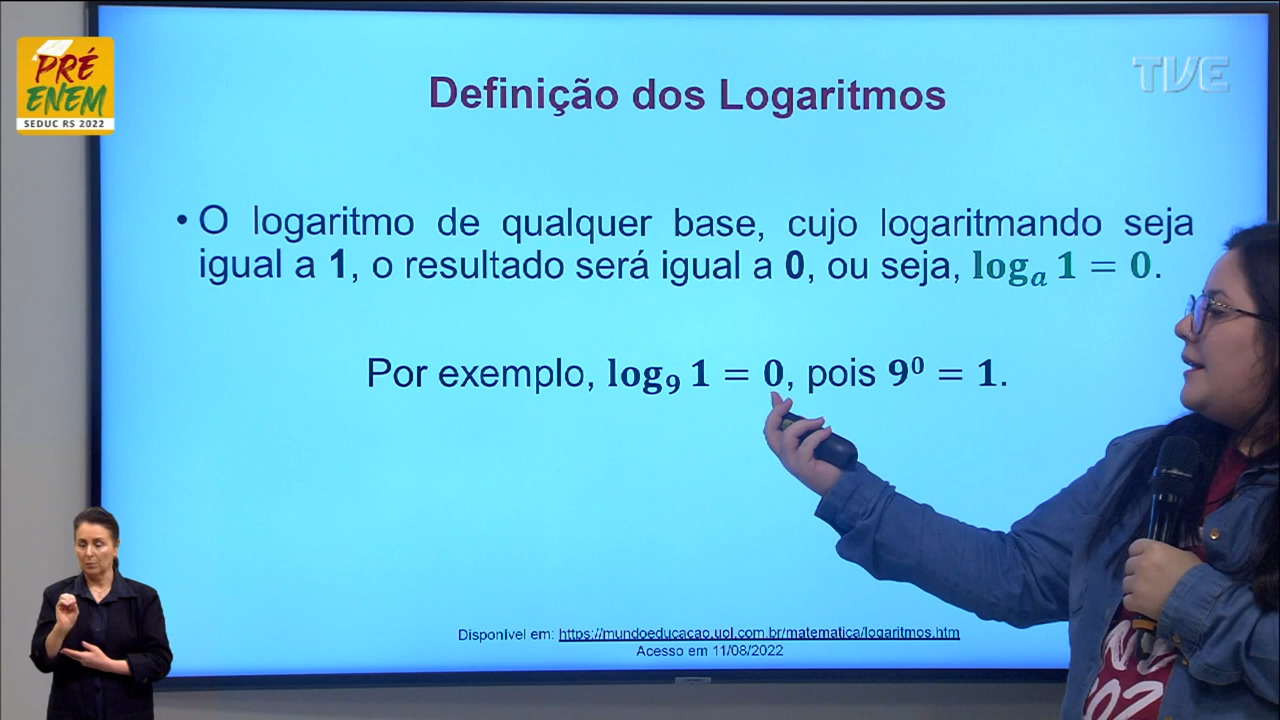 PRÉ
ENEM
SEDUC RS 2022
TVE
Definição dos Logaritmos
• O logaritmo de qualquer base, cujo logaritmando seja
igual a 1, o resultado será igual a 0, ou seja, logₐ 1 = 0.
Por exemplo, log₉ 1 = 0, pois 9⁰ = 1.
Disponível em: https://mundoeducacao.uol.com.br/matematica/logaritmos.htm
Acesso em 11/08/2022